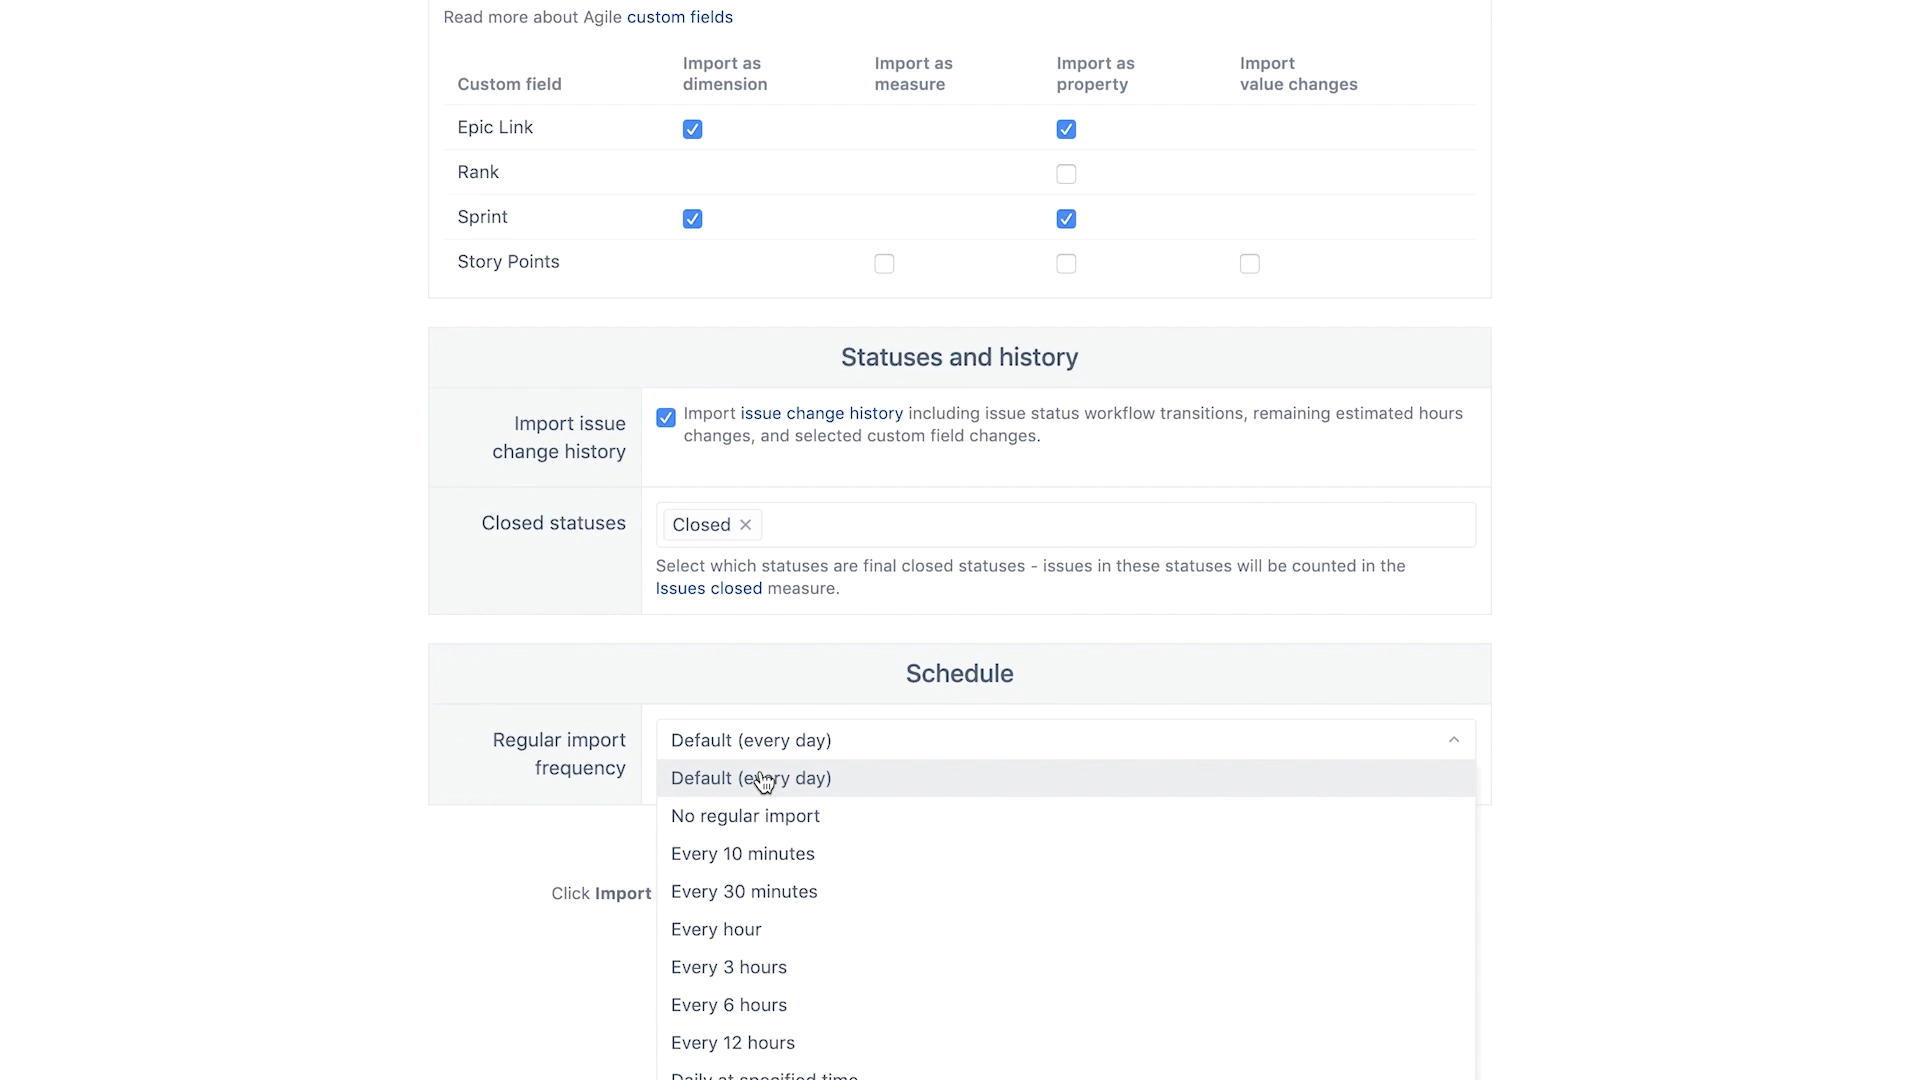 Read more about Agile custom fields
Custom field
Import as
dimension
Import as
measure
Import as
property
Import
value changes
Epic Link
Rank
Sprint
Story Points
Statuses and history
Import issue
change history
Import issue change history including issue status workflow transitions, remaining estimated hours
changes, and selected custom field changes.
Closed statuses
Closed
Select which statuses are final closed statuses - issues in these statuses will be counted in the
Issues closed measure.
Schedule
Regular import
frequency
Default (every day)
Default (every day)
No regular import
Every 10 minutes
Every 30 minutes
Click Import
Every hour
Every 3 hours
Every 6 hours
Every 12 hours
Daily at specified time